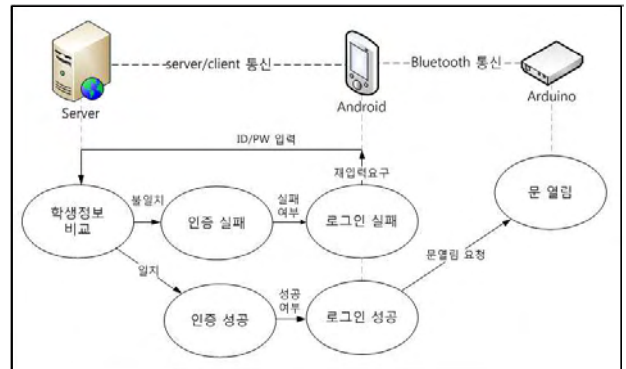 server/client 통신
Bluetooth 통신
Server
Android
Arduino
ID/PW 입력
재입력요구
학생정보
비교
불일치
인증 실패
실패
여부
로그인 실패
문 열림
일치
인증 성공
성공
여부
로그인 성공
문열림 요청